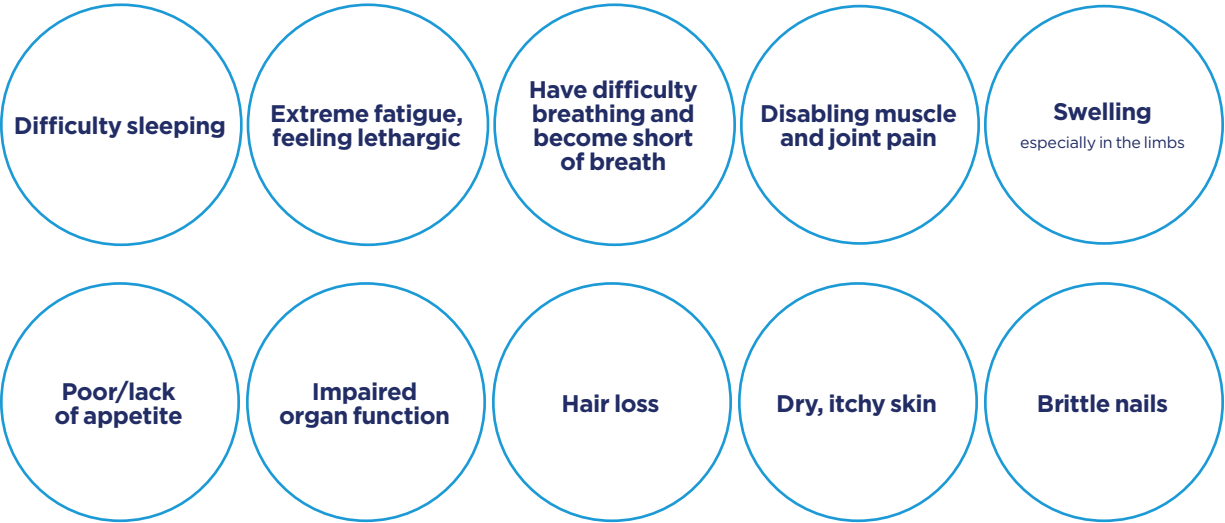 Difficulty sleeping
Extreme fatigue,
feeling lethargic
Have difficulty
breathing and
become short
of breath
Disabling muscle
and joint pain
Swelling
especially in the limbs
Poor/lack
of appetite
Impaired
organ function
Hair loss
Dry, itchy skin
Brittle nails